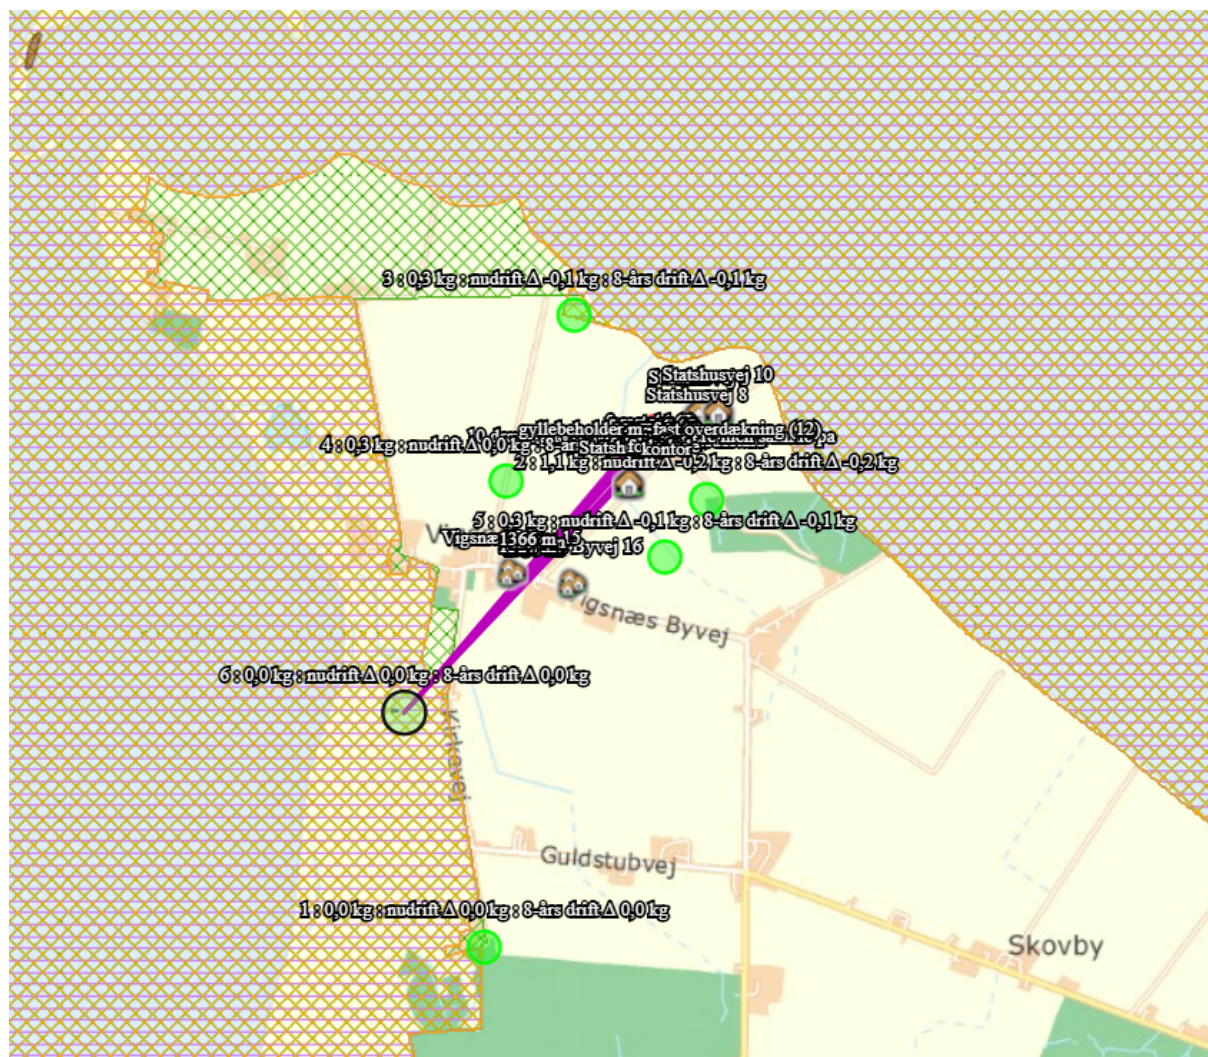 3 : 0,3 kg : nudrift Δ -0,1 kg : 8-års drift Δ -0,1 kg
Statshusvej 10
Statshusvej 8
gyllebeholder m. fast overdækning (12)
4 : 0,3 kg : nudrift Δ 0,0 kg : 8-års
kontor
2 : 1,1 kg : nudrift Δ -0,2 kg : 8-års drift Δ -0,2 kg
5 : 0,3 kg : nudrift Δ -0,1 kg : 8-års drift Δ -0,1 kg
1366 m
Byvej 16
Vigsnæs Byvej
6 : 0,0 kg : nudrift Δ 0,0 kg : 8-års drift Δ 0,0 kg
Kirkevej
Guldstubvej
1 : 0,0 kg : nudrift Δ 0,0 kg : 8-års drift Δ 0,0 kg
Skovby